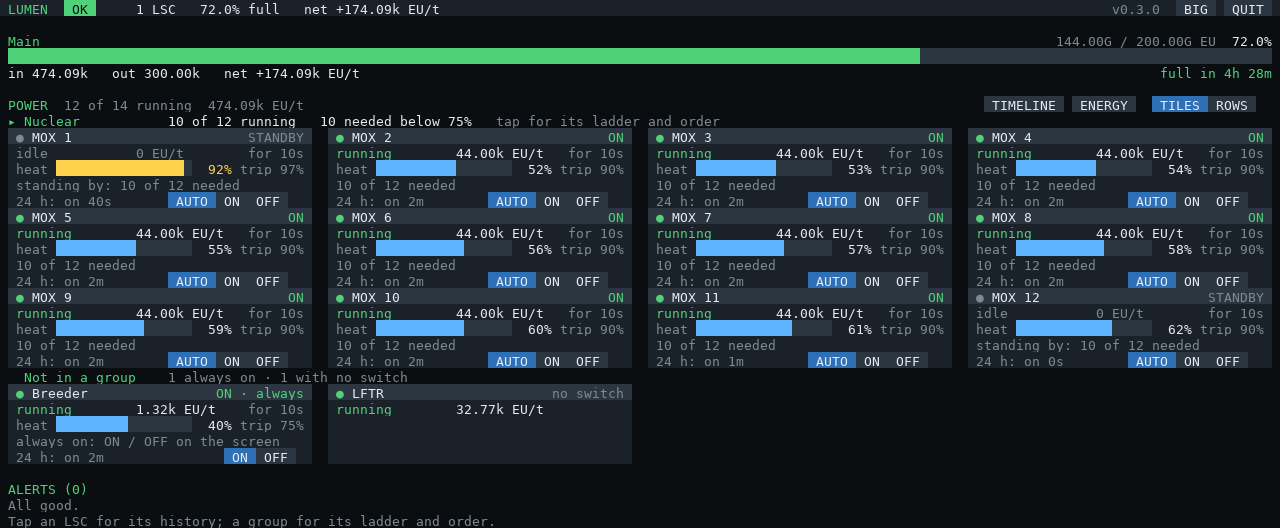 LUMEN OK 1 LSC 72.0% full net +174.09k EU/t v0.3.0 BIG QUIT
Main 144.00G / 200.00G EU 72.0%
in 474.09k out 300.00k net +174.09k EU/t full in 4h 28m
POWER 12 of 14 running 474.09k EU/t TIMELINE ENERGY TILES ROWS
▸ Nuclear 10 of 12 running 10 needed below 75% tap for its ladder and order
● MOX 1 STANDBY ● MOX 2 ON ● MOX 3 ON ● MOX 4 ON
idle 0 EU/t for 10s running 44.00k EU/t for 10s running 44.00k EU/t for 10s running 44.00k EU/t for 10s
heat 92% trip 97% heat 52% trip 90% heat 53% trip 90% heat 54% trip 90%
standing by: 10 of 12 needed 10 of 12 needed 10 of 12 needed 10 of 12 needed
24 h: on 40s AUTO ON OFF 24 h: on 2m AUTO ON OFF 24 h: on 2m AUTO ON OFF 24 h: on 2m AUTO ON OFF
● MOX 5 ON ● MOX 6 ON ● MOX 7 ON ● MOX 8 ON
running 44.00k EU/t for 10s running 44.00k EU/t for 10s running 44.00k EU/t for 10s running 44.00k EU/t for 10s
heat 55% trip 90% heat 56% trip 90% heat 57% trip 90% heat 58% trip 90%
10 of 12 needed 10 of 12 needed 10 of 12 needed 10 of 12 needed
24 h: on 2m AUTO ON OFF 24 h: on 2m AUTO ON OFF 24 h: on 2m AUTO ON OFF 24 h: on 2m AUTO ON OFF
● MOX 9 ON ● MOX 10 ON ● MOX 11 ON ● MOX 12 STANDBY
running 44.00k EU/t for 10s running 44.00k EU/t for 10s running 44.00k EU/t for 10s idle 0 EU/t for 10s
heat 59% trip 90% heat 60% trip 90% heat 61% trip 90% heat 62% trip 90%
10 of 12 needed 10 of 12 needed 10 of 12 needed standing by: 10 of 12 needed
24 h: on 2m AUTO ON OFF 24 h: on 2m AUTO ON OFF 24 h: on 1m AUTO ON OFF 24 h: on 0s AUTO ON OFF
Not in a group 1 always on · 1 with no switch
● Breeder ON · always ● LFTR no switch
running 1.32k EU/t for 10s running 32.77k EU/t
heat 40% trip 75%
always on: ON / OFF on the screen
24 h: on 2m ON OFF
ALERTS (0)
All good.
Tap an LSC for its history; a group for its ladder and order.